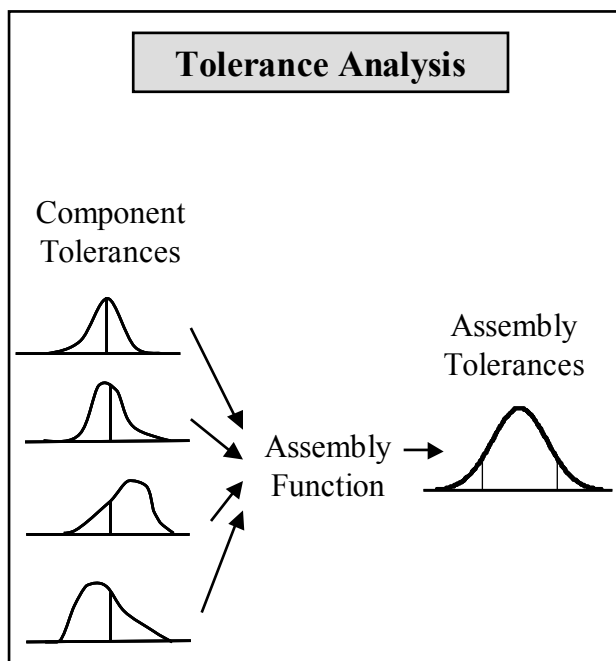 Tolerance Analysis
Component
Tolerances
Assembly
Tolerances
Assembly
Function